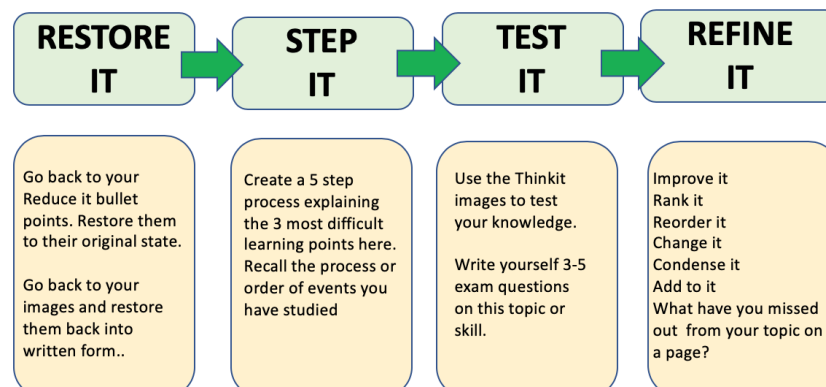 RESTORE
IT
STEP
IT
TEST
IT
REFINE
IT
Go back to your
Reduce it bullet
points. Restore them
to their original state.
Go back to your
images and restore
them back into
written form..
Create a 5 step
process explaining
the 3 most difficult
learning points here.
Recall the process or
order of events you
have studied
Use the Thinkit
images to test
your knowledge.
Write yourself 3-5
exam questions
on this topic or
skill.
Improve it
Rank it
Reorder it
Change it
Condense it
Add to it
What have you missed
out from your topic on
a page?